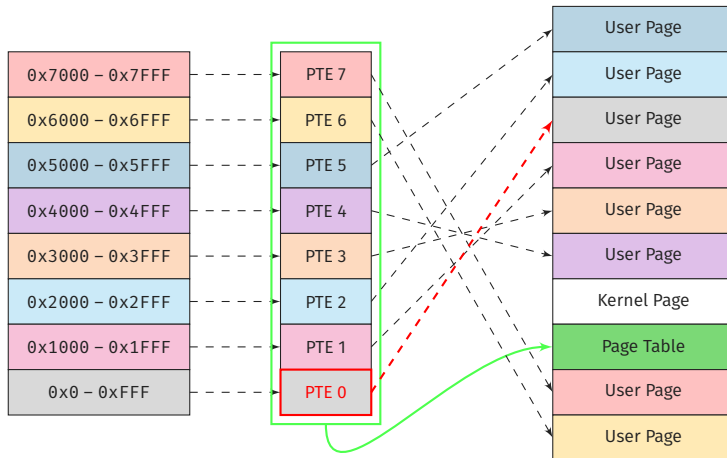 0x7000 – 0x7FFF
0x6000 – 0x6FFF
0x5000 – 0x5FFF
0x4000 – 0x4FFF
0x3000 – 0x3FFF
0x2000 – 0x2FFF
0x1000 – 0x1FFF
0x0 – 0xFFF
PTE 7
PTE 6
PTE 5
PTE 4
PTE 3
PTE 2
PTE 1
PTE 0
User Page
User Page
User Page
User Page
User Page
User Page
Kernel Page
Page Table
User Page
User Page